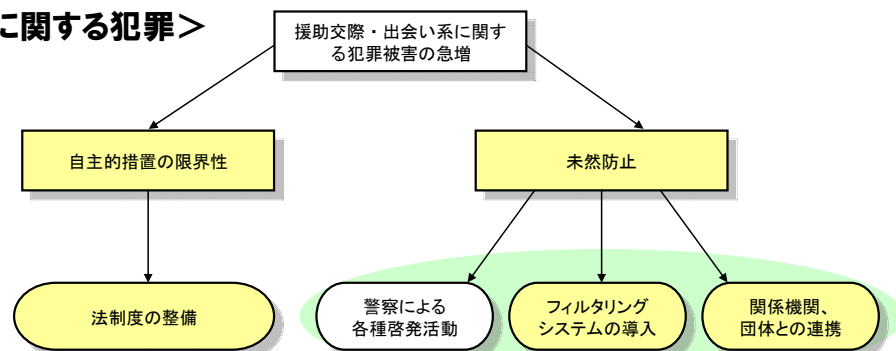 に関する犯罪＞
援助交際・出会い系に関す
る犯罪被害の急増
自主的措置の限界性
未然防止
法制度の整備
警察による
各種啓発活動
フィルタリング
システムの導入
関係機関、
団体との連携